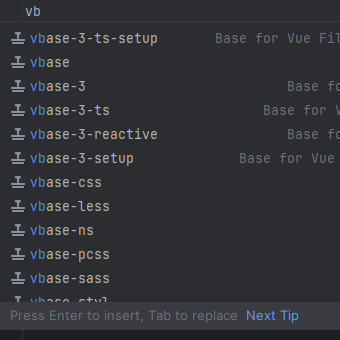 vb
vbase-3-ts-setup Base for Vue Fil
vbase
vbase-3 Base fo
vbase-3-ts Base for V
vbase-3-reactive Base fo
vbase-3-setup Base for Vue
vbase-css
vbase-less
vbase-ns
vbase-pcss
vbase-sass
vbase-styl
Press Enter to insert, Tab to replace Next Tip